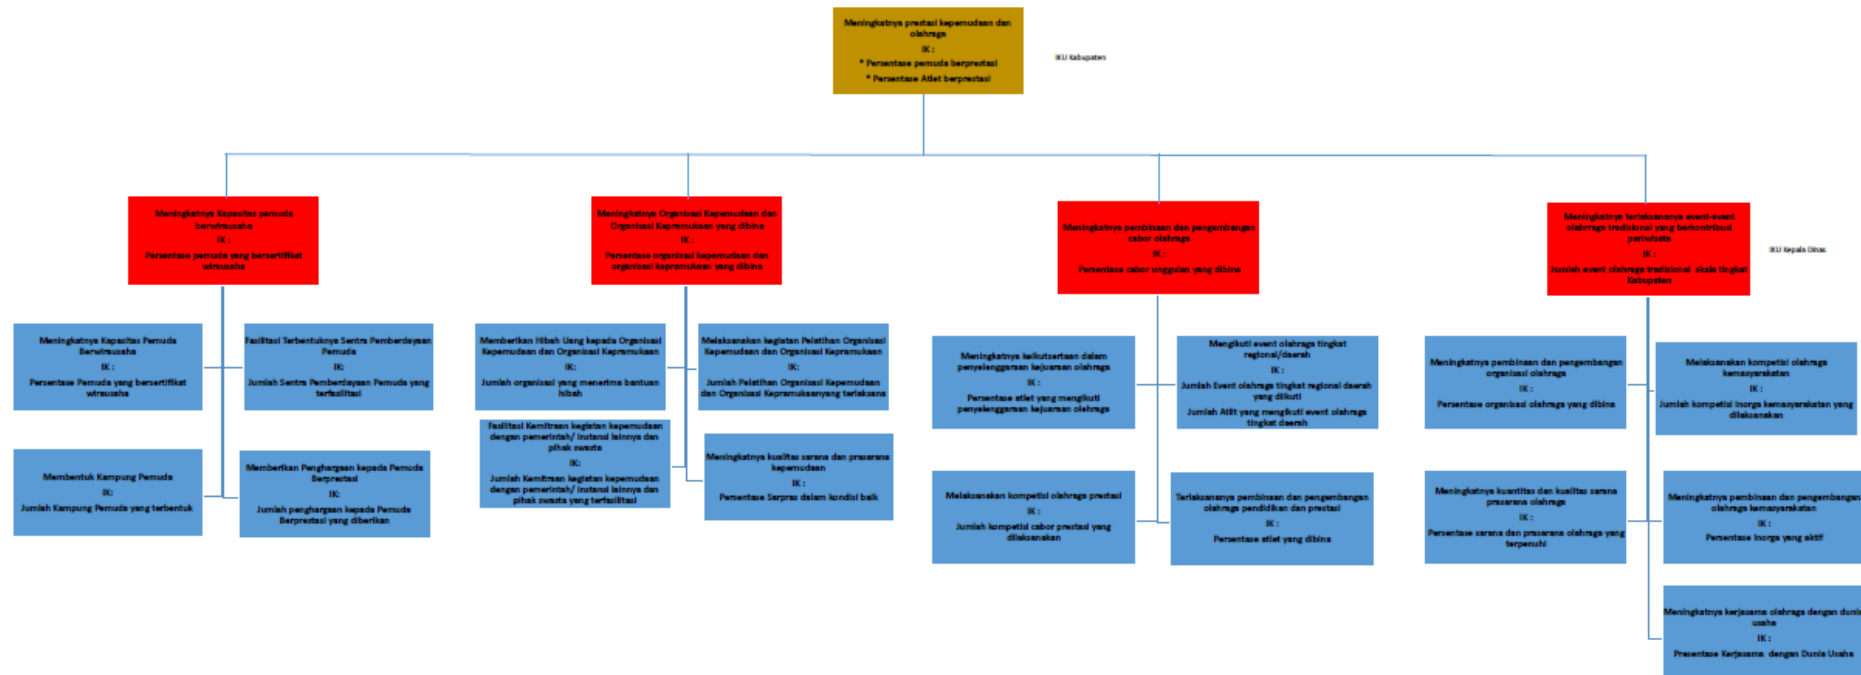 Meningkatnya prestasi kepemudaan dan
olahraga
IK :
* Persentase pemuda berprestasi
* Persentase Atlet berprestasi
IKU Kabupaten
Meningkatnya Kapasitas pemuda
berwirausaha
IK :
Persentase pemuda yang bersertifikat
wirausaha
Meningkatnya Organisasi Kepemudaan dan
Organisasi Kepramukaan yang dibina
IK :
Persentase organisasi kepemudaan dan
organisasi kepramukaan yang dibina
Meningkatnya pembinaan dan pengembangan
cabor olahraga
IK :
Persentase cabor unggulan yang dibina
Meningkatnya terlaksananya event-event
olahraga tradisional yang berkontribusi
pariwisata
IK :
Jumlah event olahraga tradisional skala tingkat
Kabupaten
IKU Kepala Dinas
Meningkatnya Kapasitas Pemuda
Berwirausaha
IK :
Persentase Pemuda yang bersertifikat
wirausaha
Fasilitasi Terbentuknya Sentra Pemberdayaan
Pemuda
IK:
Jumlah Sentra Pemberdayaan Pemuda yang
terfasilitasi
Membentuk Kampung Pemuda
IK:
Jumlah Kampung Pemuda yang terbentuk
Memberikan Penghargaan kepada Pemuda
Berprestasi
IK:
Jumlah penghargaan kepada Pemuda
Berprestasi yang diberikan
Memberikan Hibah Uang kepada Organisasi
Kepemudaan dan Organisasi Kepramukaan
IK :
Jumlah organisasi yang menerima bantuan
hibah
Melaksanakan kegiatan Pelatihan Organisasi
Kepemudaan dan Organisasi Kepramukaan
IK:
Jumlah Pelatihan Organisasi Kepemudaan
dan Organisasi Kepramukaanyang terlaksana
Fasilitasi Kemitraan kegiatan kepemudaan
dengan pemerintah/ instansi lainnya dan
pihak swasta
IK:
Jumlah Kemitraan kegiatan kepemudaan
dengan pemerintah/ instansi lainnya dan
pihak swasta yang terfasilitasi
Meningkatnya kualitas sarana dan prasarana
kepemudaan
IK :
Persentase Sarpras dalam kondisi baik
Meningkatnya keikutsertaan dalam
penyelenggaraan kejuaraan olahraga
IK :
Persentase atlet yang mengikuti
penyelenggaraan kejuaraan olehraga
Mengikuti event olahraga tingkat
regional/daerah
IK :
Jumlah Event olahraga tingkat regional daerah
yang diikuti
Jumlah Atlit yang mengikuti event olahraga
tingkat daerah
Melaksanakan kompetisi olahraga prestasi
IK :
Jumlah kompetisi cabor prestasi yang
dilaksanakan
Terlaksananya pembinaan dan pengembangan
olahraga pendidikan dan prestasi
IK :
Persentase atlet yang dibina
Meningkatnya pembinaan dan pengembangan
organisasi olahraga
IK :
Persentase organisasi olahraga yang dibina
Melaksanakan kompetisi olahraga
kemasyarakatan
IK :
Jumlah kompetisi inorga kemasyarakatan yang
dilaksanakan
Meningkatnya kuantitas dan kualitas sarana
prasarana olahraga
IK :
Persentase sarana dan prasarana olahraga yang
terpenuhi
Meningkatnya pembinaan dan pengembangan
olahraga kemasyarakatan
IK :
Persentase Inorga yang aktif
Meningkatnya kerjasama olahraga dengan dunia
usaha
IK :
Presentase Kerjasama dengan Dunia Usaha